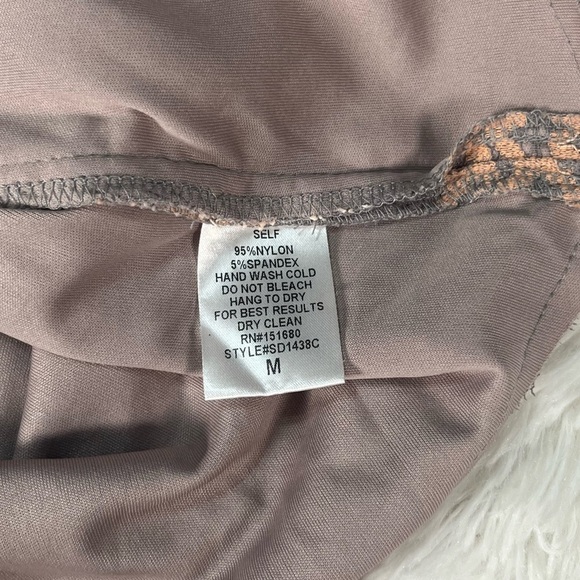 SELF
95%NYLON
5%SPANDEX
HAND WASH COLD
DO NOT BLEACH
HANG TO DRY
FOR BEST RESULTS
DRY CLEAN
RN#151680
STYLE#SD1438C
M